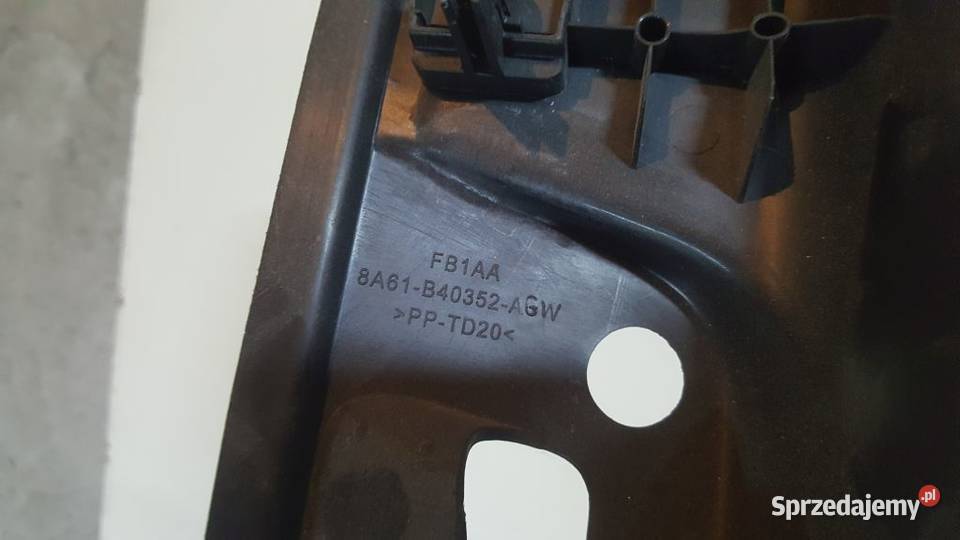 FB1AA
8A61-B40352-AGW
>PP-TD20<
Sprzedajemy.pl